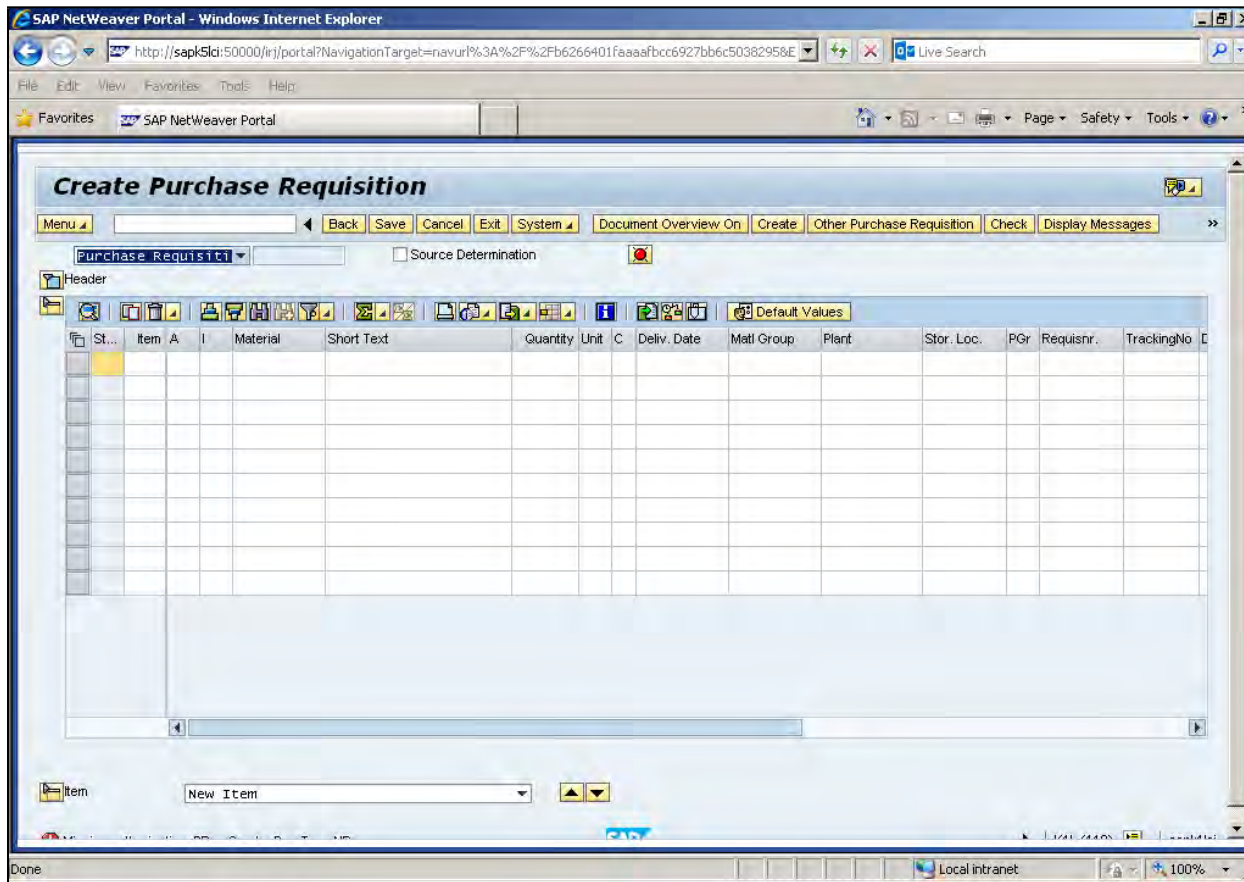 SAP NetWeaver Portal - Windows Internet Explorer
http://sapk5lci:50000/irj/portal?NavigationTarget=navurl%3A%2F%2Fb6266401faaaafbcc6927bb6c50382958&E
Live Search
File Edit View Favorites Tools Help
Favorites SAP NetWeaver Portal Page Safety Tools
Create Purchase Requisition
Menu Back Save Cancel Exit System Document Overview On Create Other Purchase Requisition Check Display Messages »
Purchase Requisiti Source Determination
Header
Default Values
St... Item A I Material Short Text Quantity Unit C Deliv. Date Matl Group Plant Stor. Loc. PGr Requisnr. TrackingNo D
Item New Item
SAP
Done Local intranet 100%